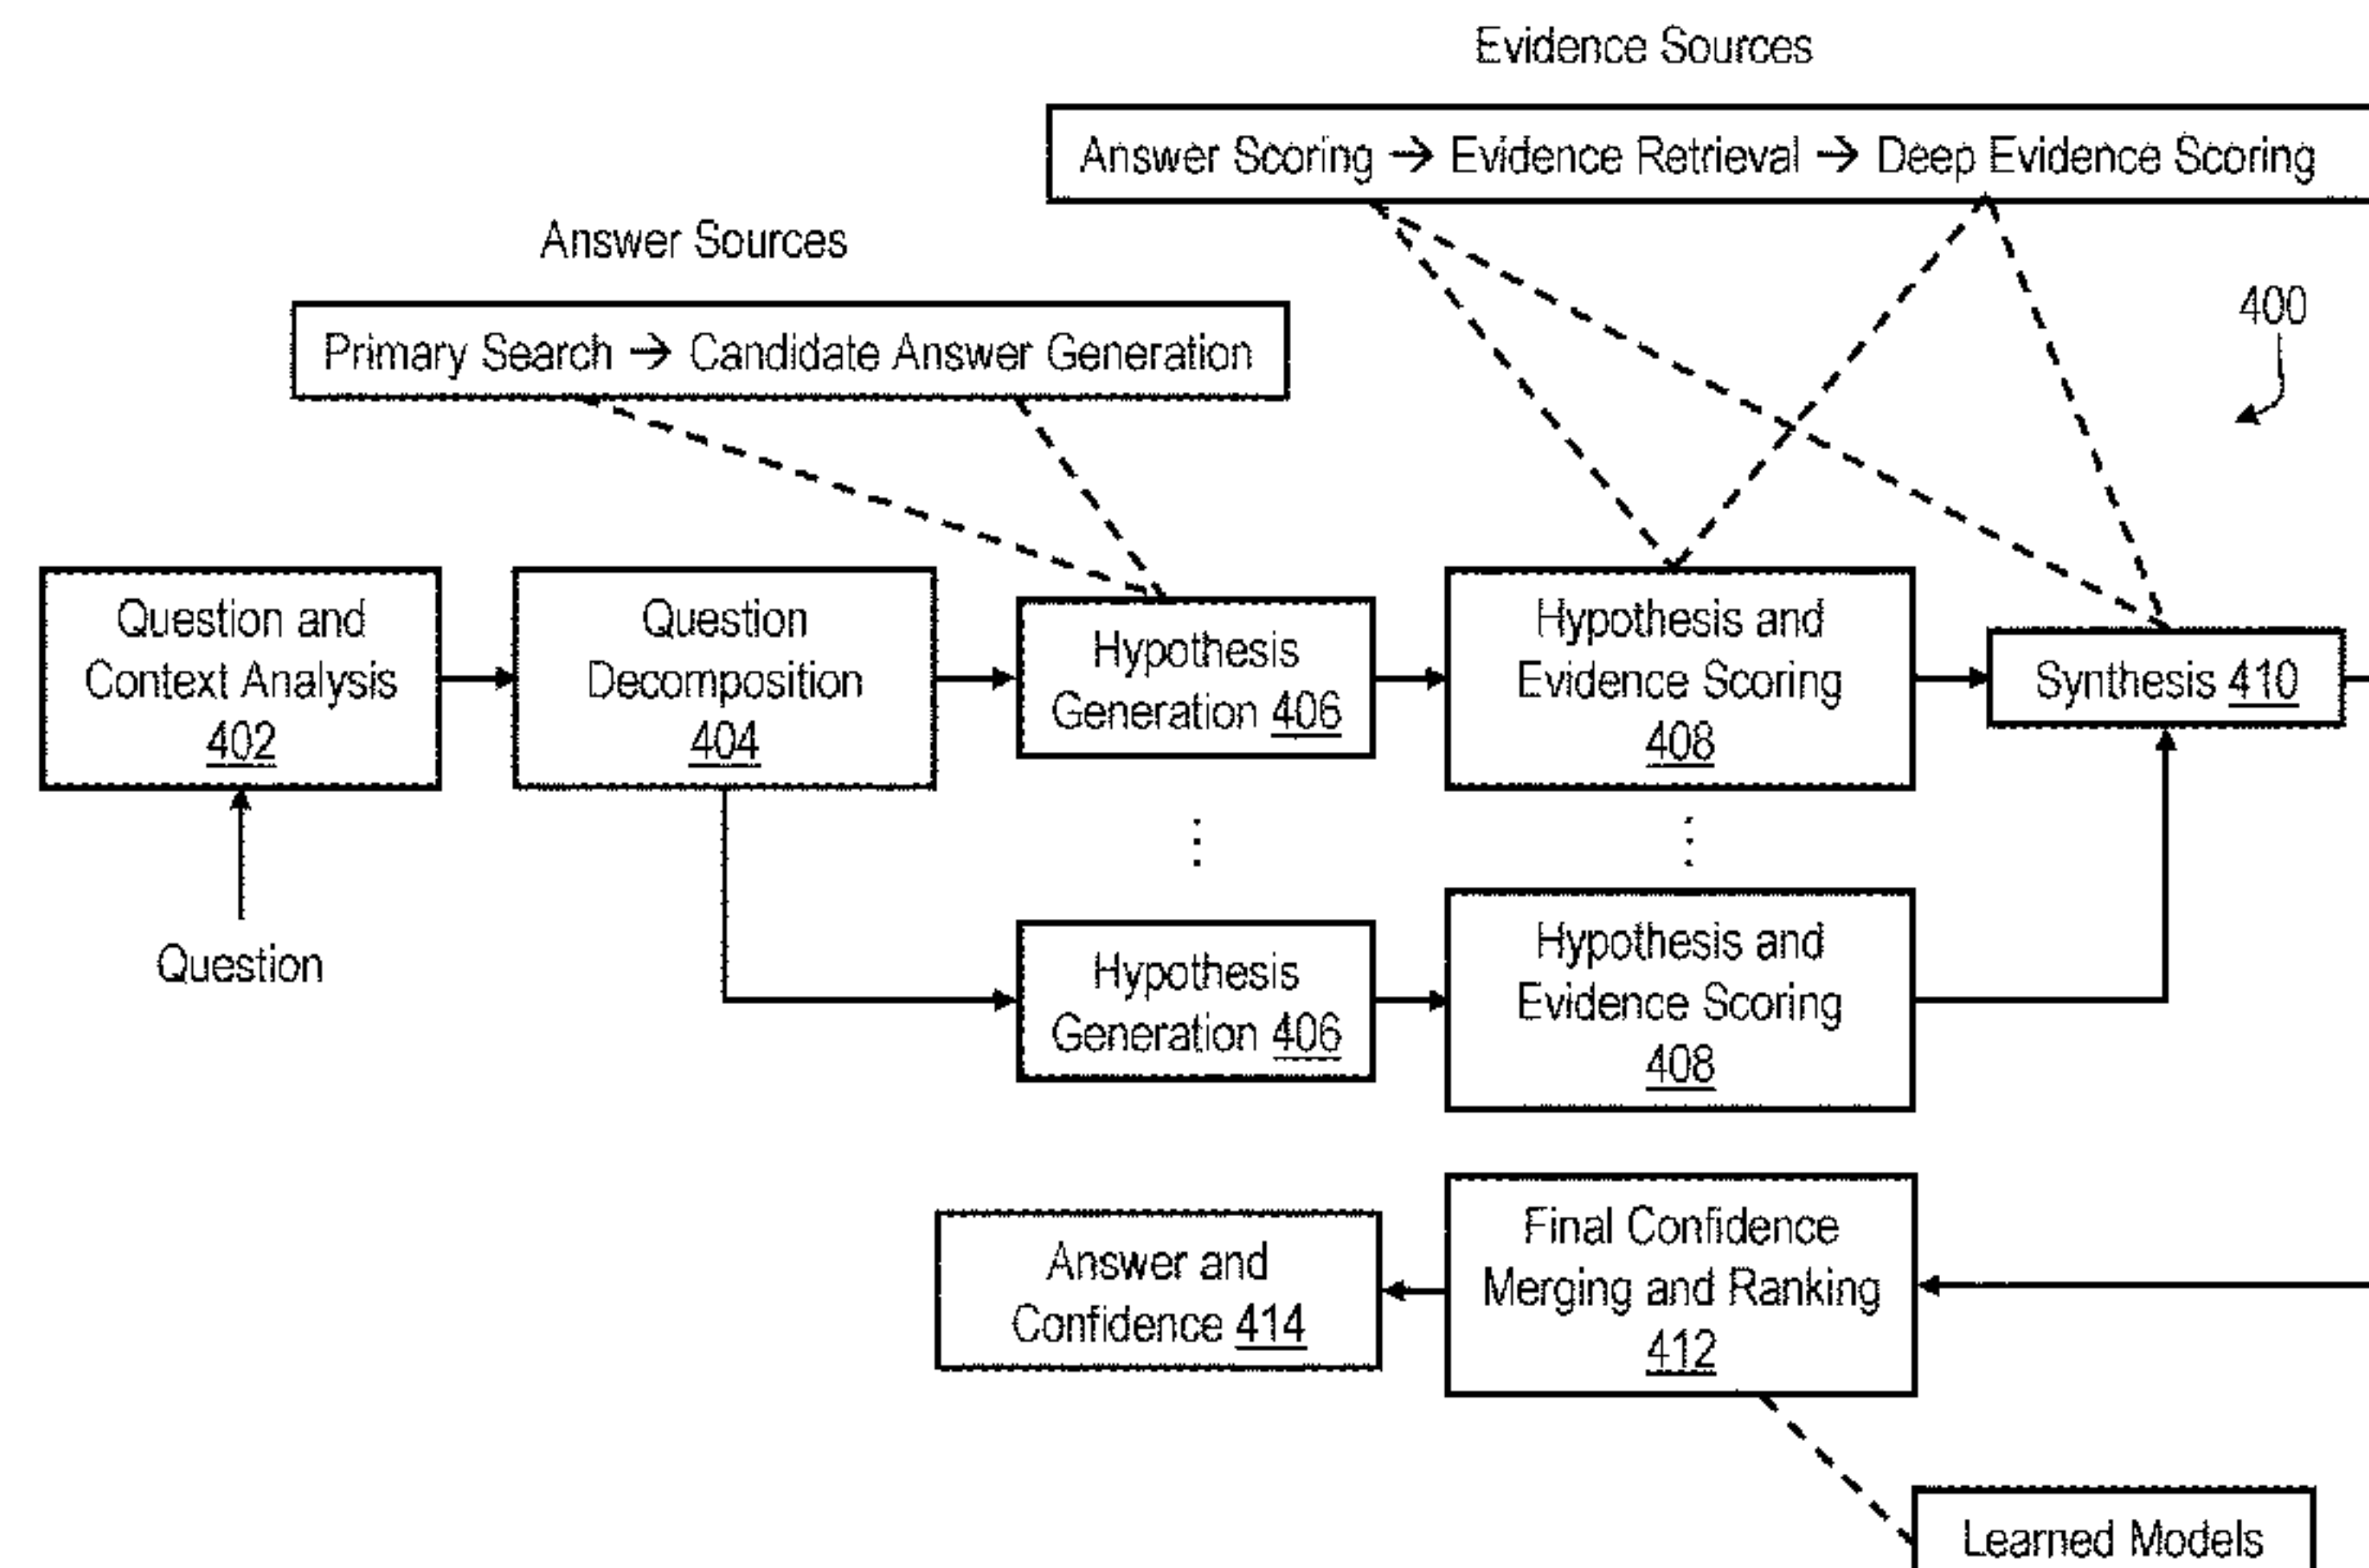 Evidence Sources
Answer Scoring → Evidence Retrieval → Deep Evidence Scoring
Answer Sources
Primary Search → Candidate Answer Generation
400
Question and
Context Analysis
402
Question
Decomposition
404
Hypothesis
Generation 406
Hypothesis and
Evidence Scoring
408
Synthesis 410
Question
Hypothesis
Generation 406
Hypothesis and
Evidence Scoring
408
Answer and
Confidence 414
Final Confidence
Merging and Ranking
412
Learned Models